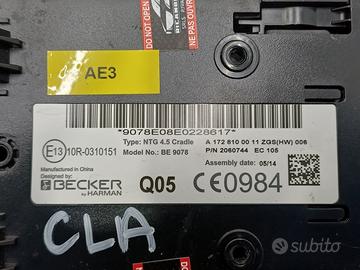 DO NOT
RICAMBI
NE PAS OUV
AE3
*9078E08E0228617*
E13 10R-0310151
Type: NTG 4.5 Cradle
Model No.: BE 9078
A 172 810 00 11 ZGS(HW) 006
P/N 2060744 EC 105
Manufactured in China
Designed by:
BECKER
by HARMAN
Q05
Assembly date: 05/14
CE0984
CLA
subito